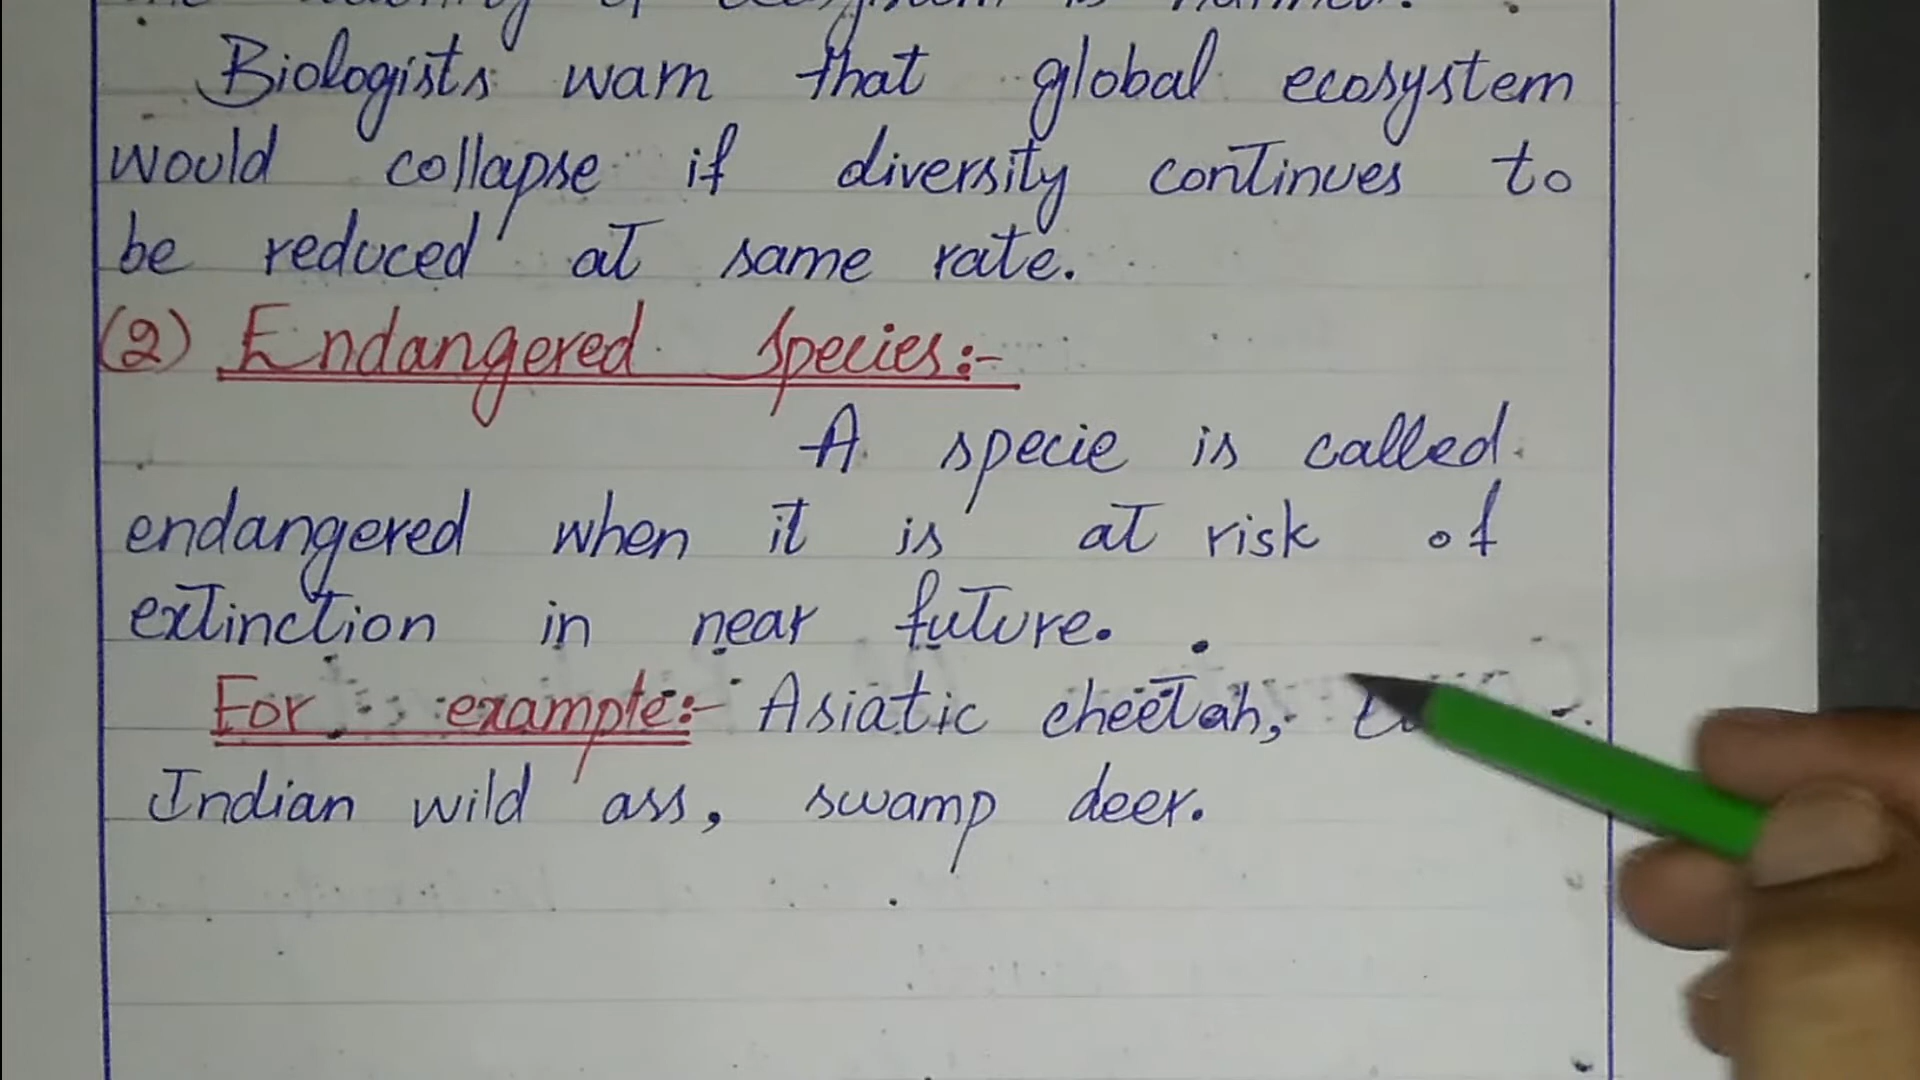 Biologists warn that global ecosystem
would collapse if diversity continues to
be reduced at same rate.
(2) Endangered Species:-
A specie is called
endangered when it is at risk of
extinction in near future.
For example:- Asiatic cheetah,
Indian wild ass, swamp deer.